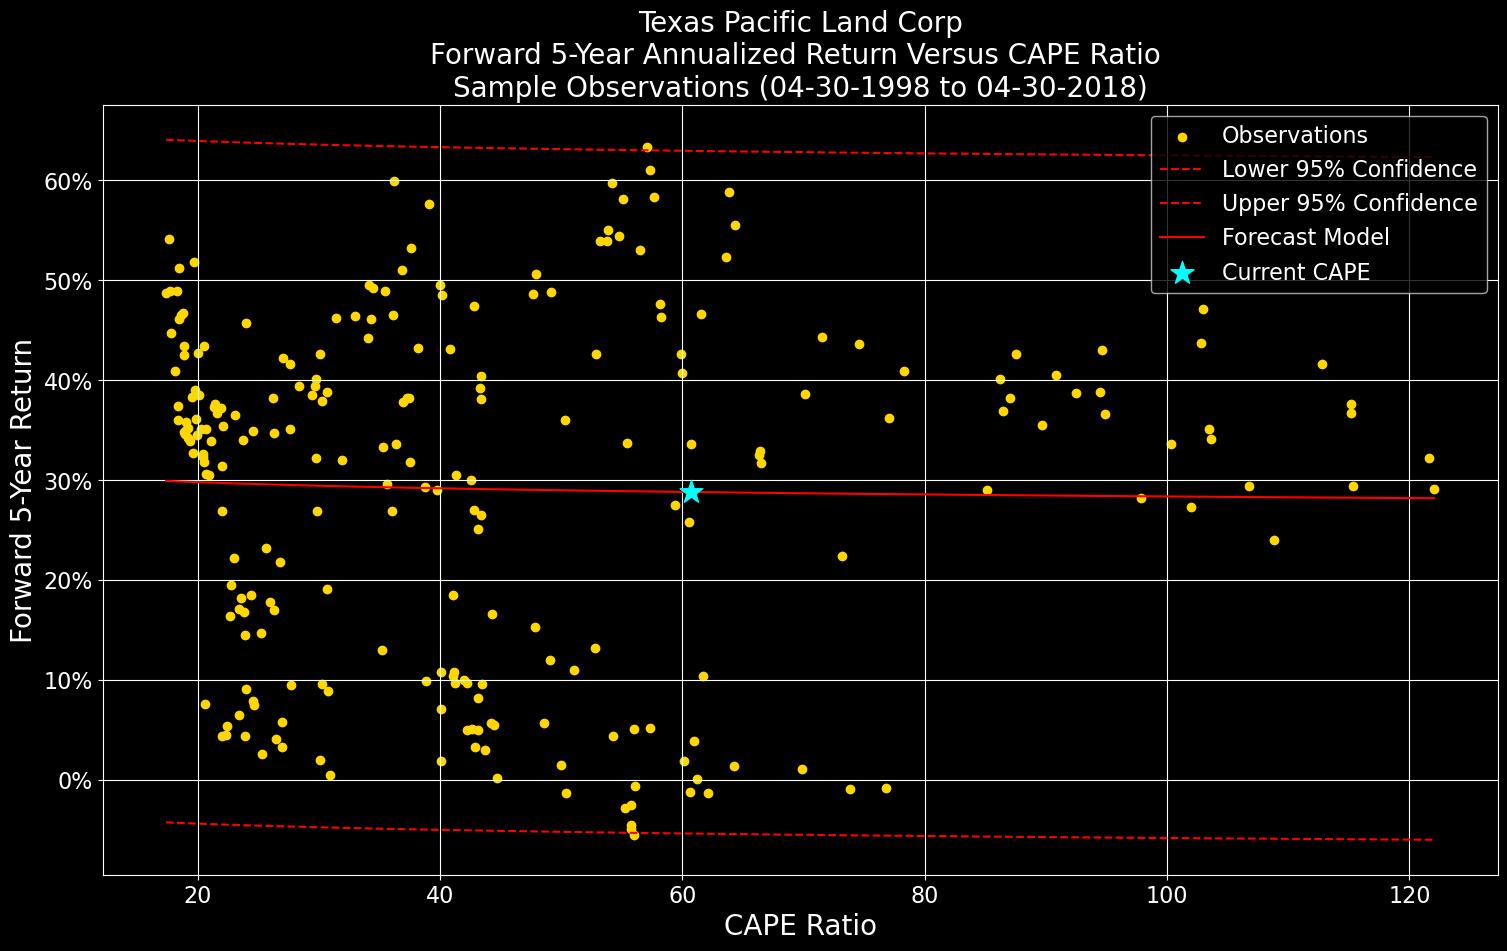 Texas Pacific Land Corp
Forward 5-Year Annualized Return Versus CAPE Ratio
Sample Observations (04-30-1998 to 04-30-2018)
Observations
Lower 95% Confidence
Upper 95% Confidence
Forecast Model
Current CAPE
Forward 5-Year Return
60%
50%
40%
30%
20%
10%
0%
20 40 60 80 100 120
CAPE Ratio